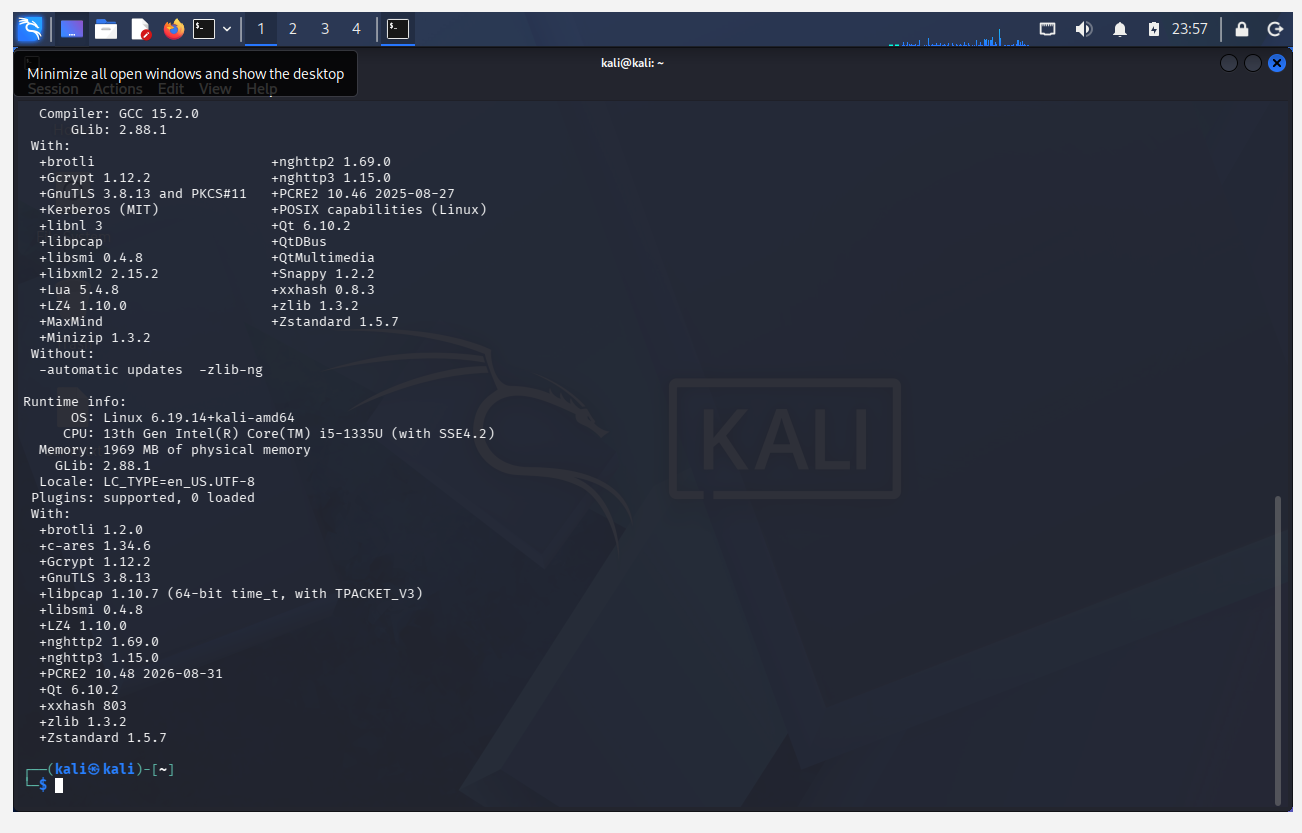 1 2 3 4 23:57
kali@kali: ~
Minimize all open windows and show the desktop
Session Actions Edit View Help
Compiler: GCC 15.2.0
GLib: 2.88.1
With:
+brotli +nghttp2 1.69.0
+Gcrypt 1.12.2 +nghttp3 1.15.0
+GnuTLS 3.8.13 and PKCS#11 +PCRE2 10.46 2025-08-27
+Kerberos (MIT) +POSIX capabilities (Linux)
+libnl 3 +Qt 6.10.2
+libpcap +QtDBus
+libsmi 0.4.8 +QtMultimedia
+libxml2 2.15.2 +Snappy 1.2.2
+Lua 5.4.8 +xxhash 0.8.3
+LZ4 1.10.0 +zlib 1.3.2
+MaxMind +Zstandard 1.5.7
+Minizip 1.3.2
Without:
-automatic updates -zlib-ng
Runtime info:
OS: Linux 6.19.14+kali-amd64
CPU: 13th Gen Intel(R) Core(TM) i5-1335U (with SSE4.2)
Memory: 1969 MB of physical memory
GLib: 2.88.1
Locale: LC_TYPE=en_US.UTF-8
Plugins: supported, 0 loaded
With:
+brotli 1.2.0
+c-ares 1.34.6
+Gcrypt 1.12.2
+GnuTLS 3.8.13
+libpcap 1.10.7 (64-bit time_t, with TPACKET_V3)
+libsmi 0.4.8
+LZ4 1.10.0
+nghttp2 1.69.0
+nghttp3 1.15.0
+PCRE2 10.48 2026-08-31
+Qt 6.10.2
+xxhash 803
+zlib 1.3.2
+Zstandard 1.5.7
┌──(kali㉿kali)-[~]
└─$
KALI